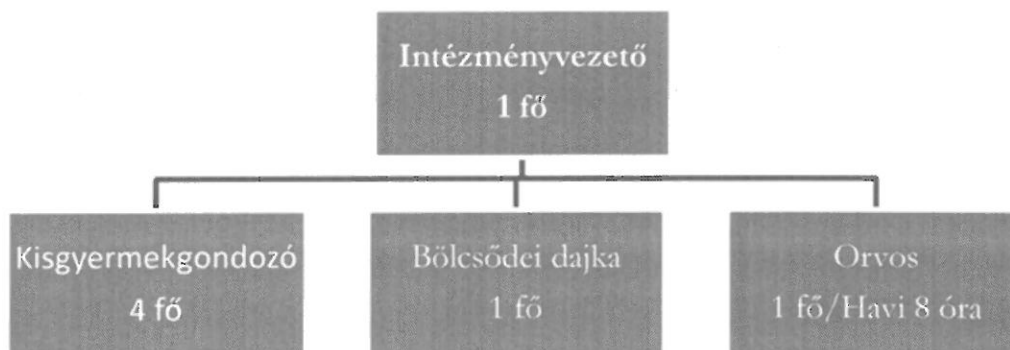 Intézményvezető
1 fő
Kisgyermekgondozó
4 fő
Bölcsődei dajka
1 fő
Orvos
1 fő/Havi 8 óra